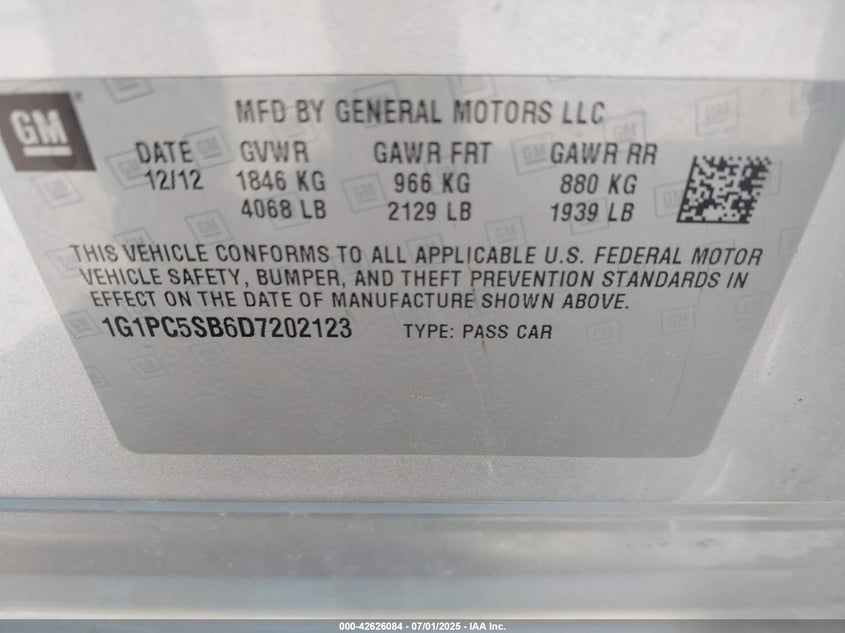 GM
MFD BY GENERAL MOTORS LLC
DATE GVWR GAWR FRT GAWR RR
12/12 1846 KG 966 KG 880 KG
4068 LB 2129 LB 1939 LB
THIS VEHICLE CONFORMS TO ALL APPLICABLE U.S. FEDERAL MOTOR
VEHICLE SAFETY, BUMPER, AND THEFT PREVENTION STANDARDS IN
EFFECT ON THE DATE OF MANUFACTURE SHOWN ABOVE.
1G1PC5SB6D7202123 TYPE: PASS CAR
000-42626084 - 07/01/2025 - IAA Inc.